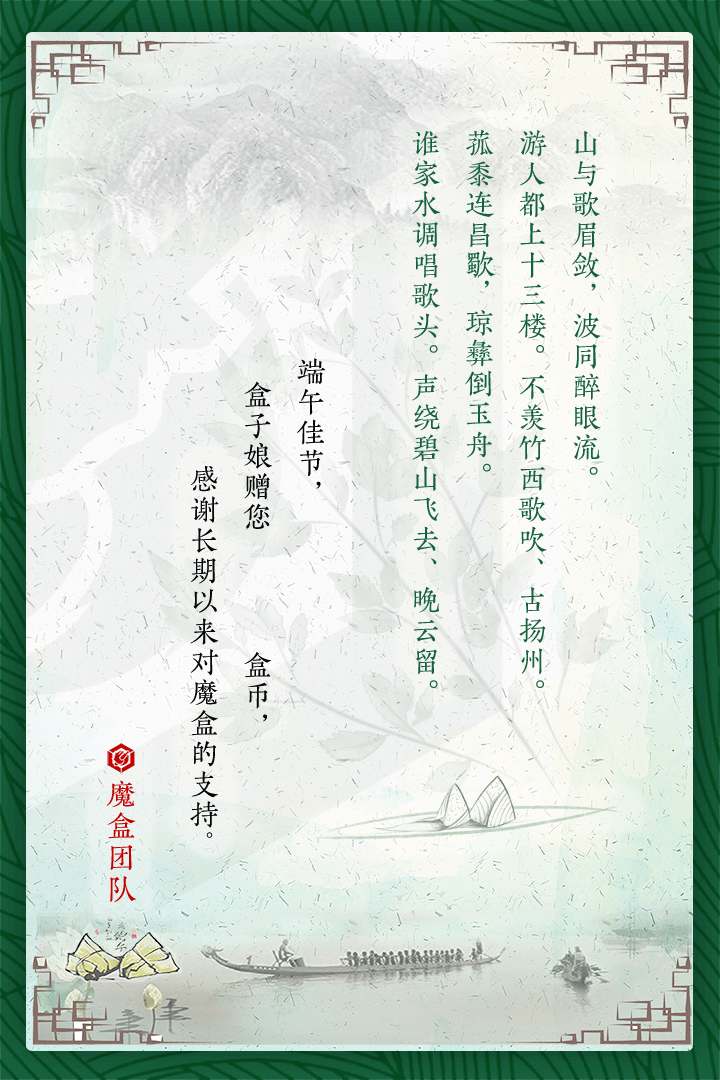 山与歌眉敛，波同醉眼流。
游人都上十三楼。不羡竹西歌吹、古扬州。
菰黍连昌歜，琼彝倒玉舟。
谁家水调唱歌头。声绕碧山飞去、晚云留。
端午佳节，
盒子娘赠您 盒币，
感谢长期以来对魔盒的支持。
魔盒团队